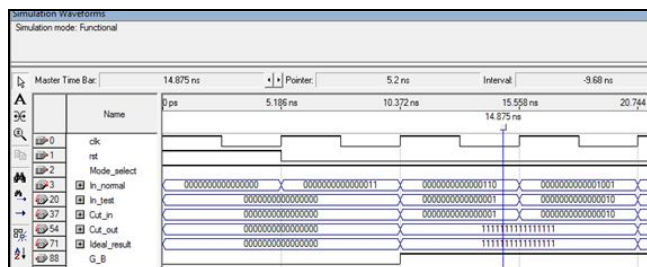 Simulation Waveforms
Simulation mode: Functional
Master Time Bar: 14.875 ns Pointer: 5.2 ns Interval: -9.68 ns
Name
0 ps 5.186 ns 10.372 ns 15.558 ns 20.744
14.875 ns
0 clk
1 rst
2 Mode_select
3 In_normal 0000000000000000 0000000000000011 0000000000000110 0000000000001001
20 In_test 0000000000000000 0000000000000001 0000000000000010
37 Cut_in 0000000000000000 0000000000000001 0000000000000010
54 Cut_out 0000000000000000 1111111111111111
71 Ideal_result 0000000000000000 1111111111111111
88 G_B